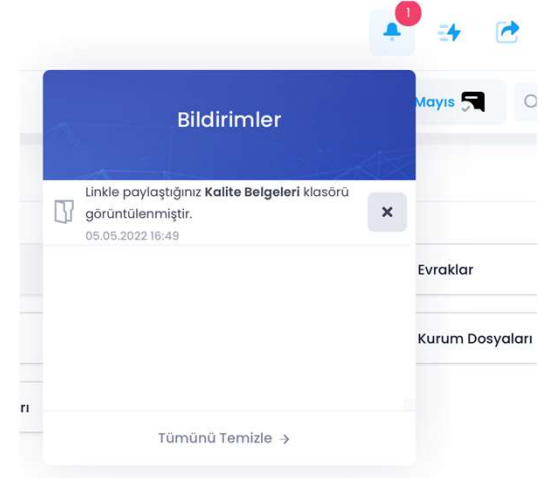 1
Mayıs
Bildirimler
Linkle paylaştığınız Kalite Belgeleri klasörü
görüntülenmiştir.
05.05.2022 16:49
Evraklar
Kurum Dosyaları
rı
Tümünü Temizle →